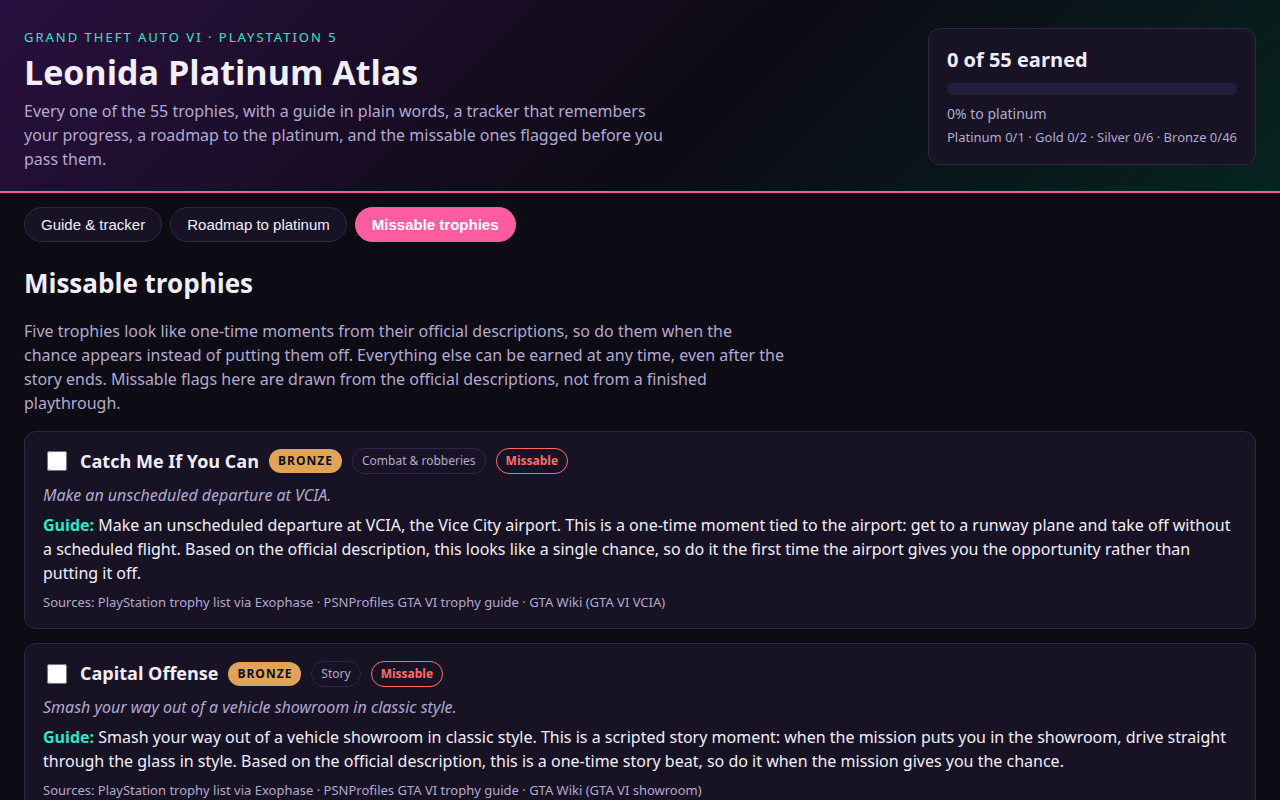 GRAND THEFT AUTO VI · PLAYSTATION 5
Leonida Platinum Atlas
Every one of the 55 trophies, with a guide in plain words, a tracker that remembers
your progress, a roadmap to the platinum, and the missable ones flagged before you
pass them.
0 of 55 earned
0% to platinum
Platinum 0/1 · Gold 0/2 · Silver 0/6 · Bronze 0/46
Guide & tracker
Roadmap to platinum
Missable trophies
Missable trophies
Five trophies look like one-time moments from their official descriptions, so do them when the
chance appears instead of putting them off. Everything else can be earned at any time, even after the
story ends. Missable flags here are drawn from the official descriptions, not from a finished
playthrough.
Catch Me If You Can BRONZE Combat & robberies Missable
Make an unscheduled departure at VCIA.
Guide: Make an unscheduled departure at VCIA, the Vice City airport. This is a one-time moment tied to the airport: get to a runway plane and take off without
a scheduled flight. Based on the official description, this looks like a single chance, so do it the first time the airport gives you the opportunity rather than
putting it off.
Sources: PlayStation trophy list via Exophase · PSNProfiles GTA VI trophy guide · GTA Wiki (GTA VI VCIA)
Capital Offense BRONZE Story Missable
Smash your way out of a vehicle showroom in classic style.
Guide: Smash your way out of a vehicle showroom in classic style. This is a scripted story moment: when the mission puts you in the showroom, drive straight
through the glass in style. Based on the official description, this is a one-time story beat, so do it when the mission gives you the chance.
Sources: PlayStation trophy list via Exophase · PSNProfiles GTA VI trophy guide · GTA Wiki (GTA VI showroom)